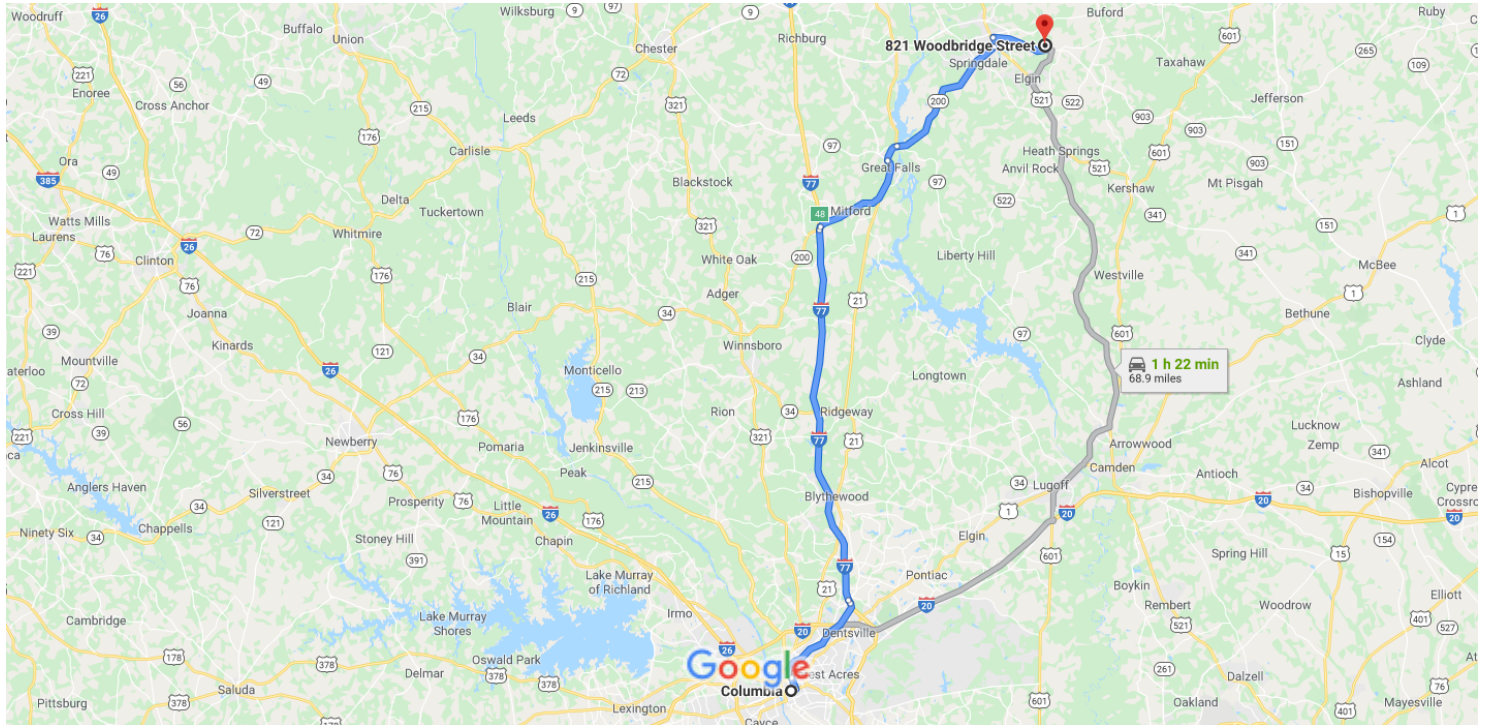 Woodruff
26
Buffalo
Union
Wilksburg
9
97
9
Richburg
Chester
821 Woodbridge Street
Buford
Springdale
Elgin
601
Taxahaw
265
Ruby
109
221
Enoree
56
Cross Anchor
49
215
72
321
Leeds
200
521
522
903
Jefferson
903
151
176
Carlisle
97
Great Falls
Heath Springs
Anvil Rock
601
Ora
49
385
Blackstock
77
97
522
521
Kershaw
903
Mt Pisgah
Delta
Tuckertown
48
Mitford
321
341
151
1
Watts Mills
Laurens
72
Whitmire
26
76
221
Clinton
176
White Oak
200
Liberty Hill
341
McBee
76
Joanna
215
Adger
21
Westville
1
Blair
34
77
Bethune
39
Kinards
121
34
Winnsboro
97
601
Clyde
Mountville
72
26
Monticello
1 h 22 min
68.9 miles
Longtown
Ashland
Cross Hill
56
176
215
213
Rion
34
Ridgeway
39
221
Newberry
Pomaria
Jenkinsville
321
77
21
Arrowwood
Lucknow
Zemp
341
Alcot
34
76
Peak
215
Camden
Antioch
Anglers Haven
Silverstreet
Prosperity
76
Little
Mountain
Blythewood
34
Lugoff
20
34
Bishopville
Chappells
121
26
176
1
20
20
Ninety Six
34
Stoney Hill
Chapin
Elgin
601
154
391
77
Pontiac
Spring Hill
15
Lake Murray
of Richland
21
20
Boykin
Lake Murray
Shores
Irmo
Rembert
Woodrow
Elliott
Cambridge
20
Dentsville
521
401
527
178
378
Oswald Park
26
Google
261
Delmar
378
Dalzell
378
76
Saluda
Columbia
Pittsburg
178
Lexington
Cayce
601
Oakland
401
Mayesville